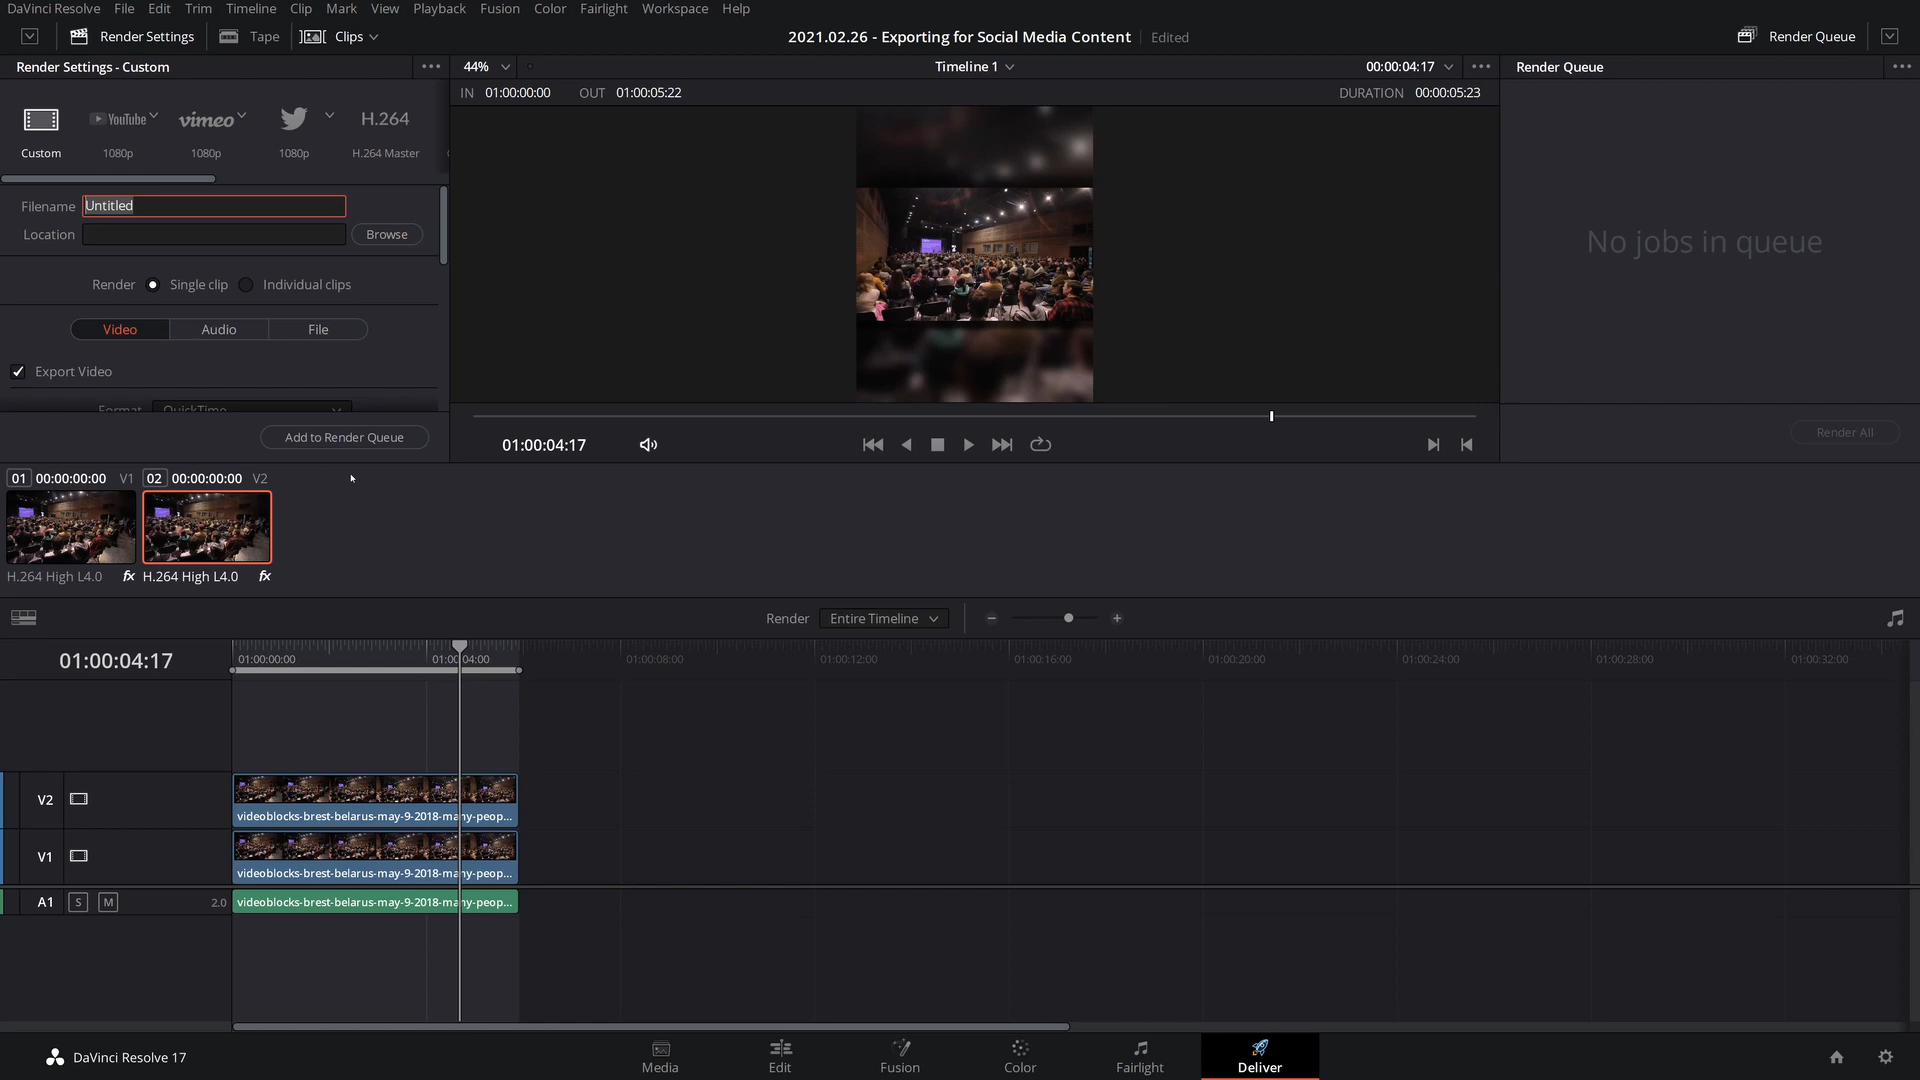 DaVinci Resolve File Edit Trim Timeline Clip Mark View Playback Fusion Color Fairlight Workspace Help
Render Settings Tape Clips 2021.02.26 - Exporting for Social Media Content Edited Render Queue
Render Settings - Custom 44% Timeline 1 00:00:04:17 Render Queue
IN 01:00:00:00 OUT 01:00:05:22 DURATION 00:00:05:23
YouTube vimeo H.264
Custom 1080p 1080p 1080p H.264 Master
Filename Untitled
Location Browse
No jobs in queue
Render Single clip Individual clips
Video Audio File
Export Video
Format QuickTime
Add to Render Queue
01:00:04:17
Render All
01 00:00:00:00 V1 02 00:00:00:00 V2
H.264 High L4.0 fx H.264 High L4.0 fx
Render Entire Timeline
01:00:04:17 01:00:00:00 01:00:04:00 01:00:08:00 01:00:12:00 01:00:16:00 01:00:20:00 01:00:24:00 01:00:28:00 01:00:32:00
V2
videoblocks-brest-belarus-may-9-2018-many-peop...
V1
videoblocks-brest-belarus-may-9-2018-many-peop...
A1 S M 2.0 videoblocks-brest-belarus-may-9-2018-many-peop...
DaVinci Resolve 17 Media Edit Fusion Color Fairlight Deliver